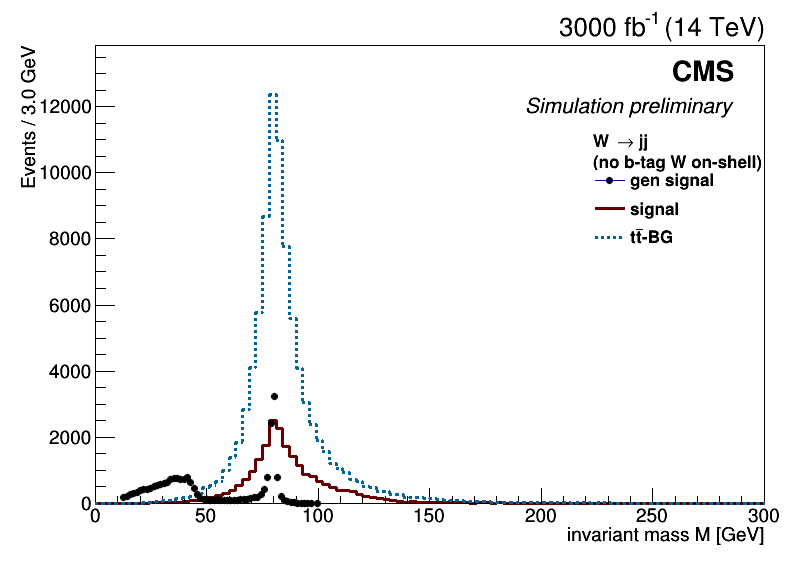 3000 fb-1 (14 TeV)
CMS
Simulation preliminary
W → jj
(no b-tag W on-shell)
gen signal
signal
tt̄-BG
Events / 3.0 GeV
12000
10000
8000
6000
4000
2000
0
0 50 100 150 200 250 300
invariant mass M [GeV]